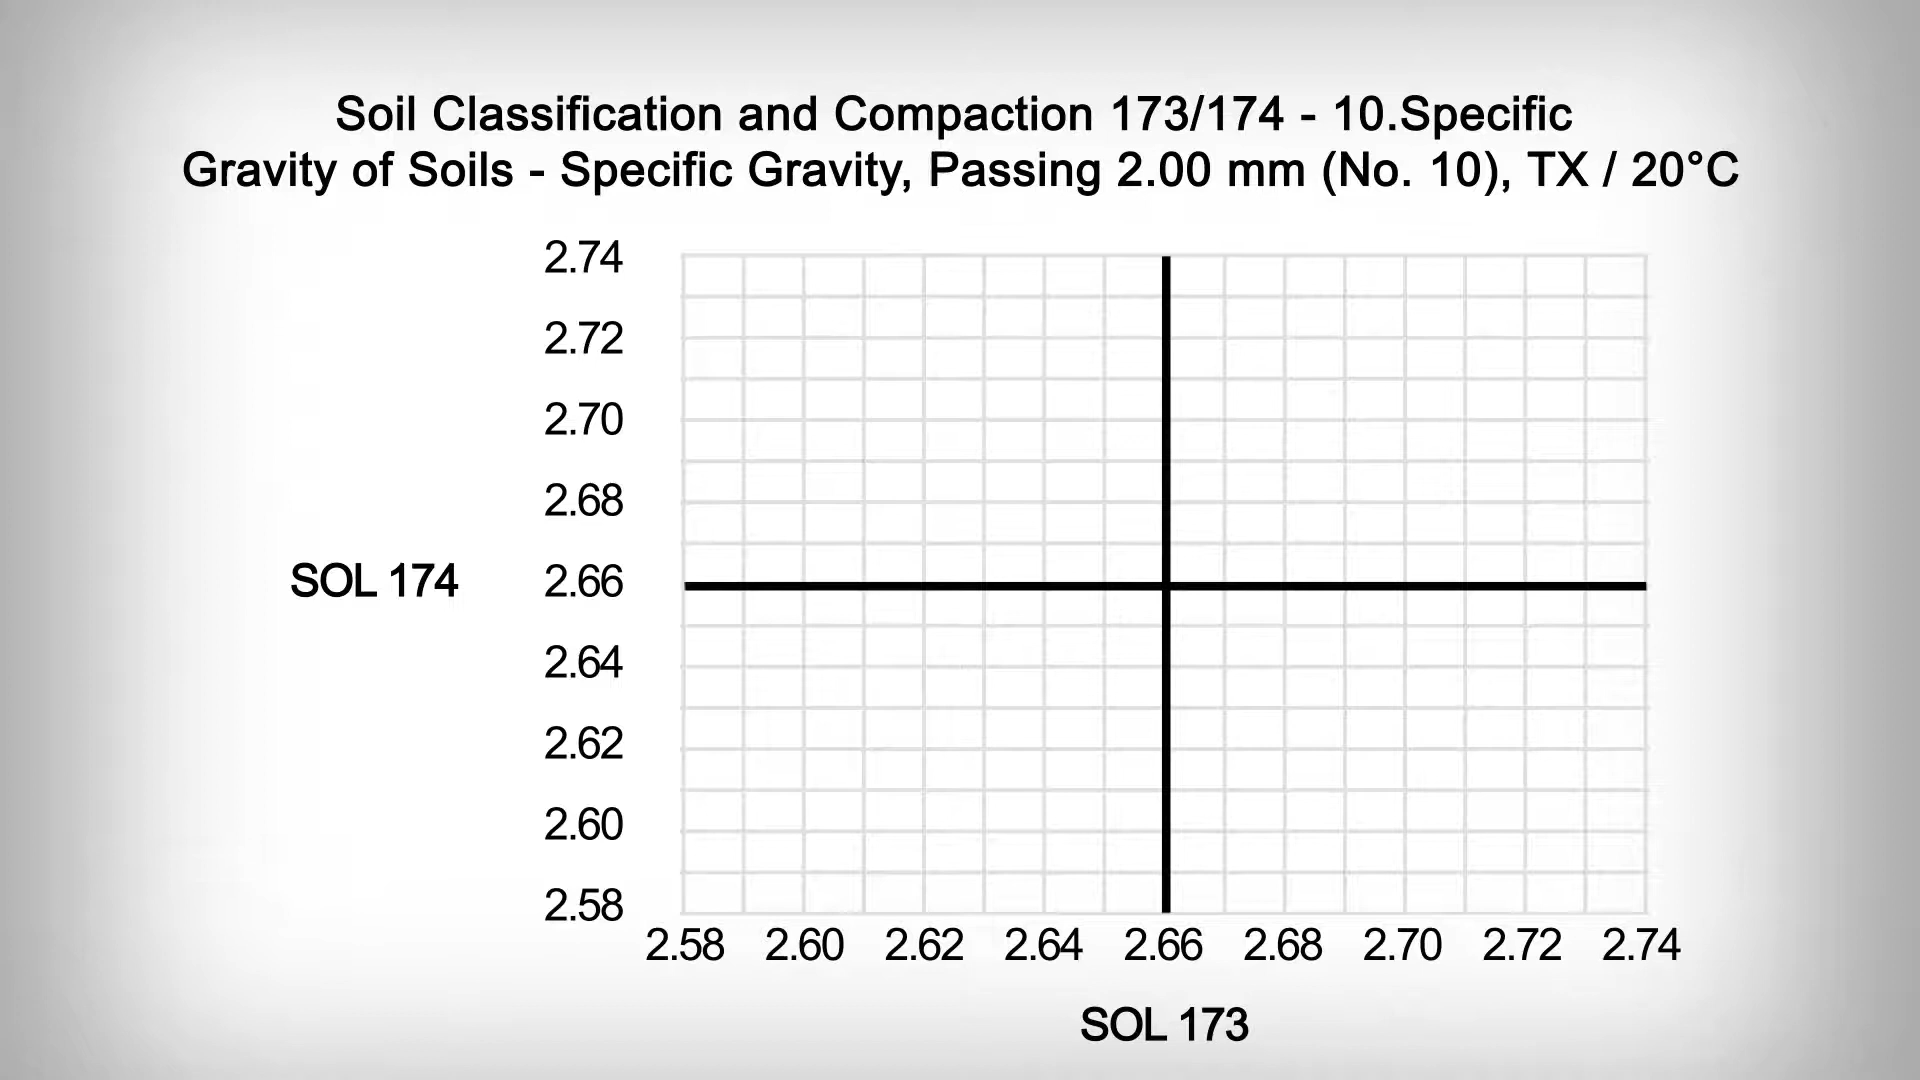 Soil Classification and Compaction 173/174 - 10.Specific
Gravity of Soils - Specific Gravity, Passing 2.00 mm (No. 10), TX / 20°C
2.74
2.72
2.70
2.68
SOL 174 2.66
2.64
2.62
2.60
2.58
2.58 2.60 2.62 2.64 2.66 2.68 2.70 2.72 2.74
SOL 173